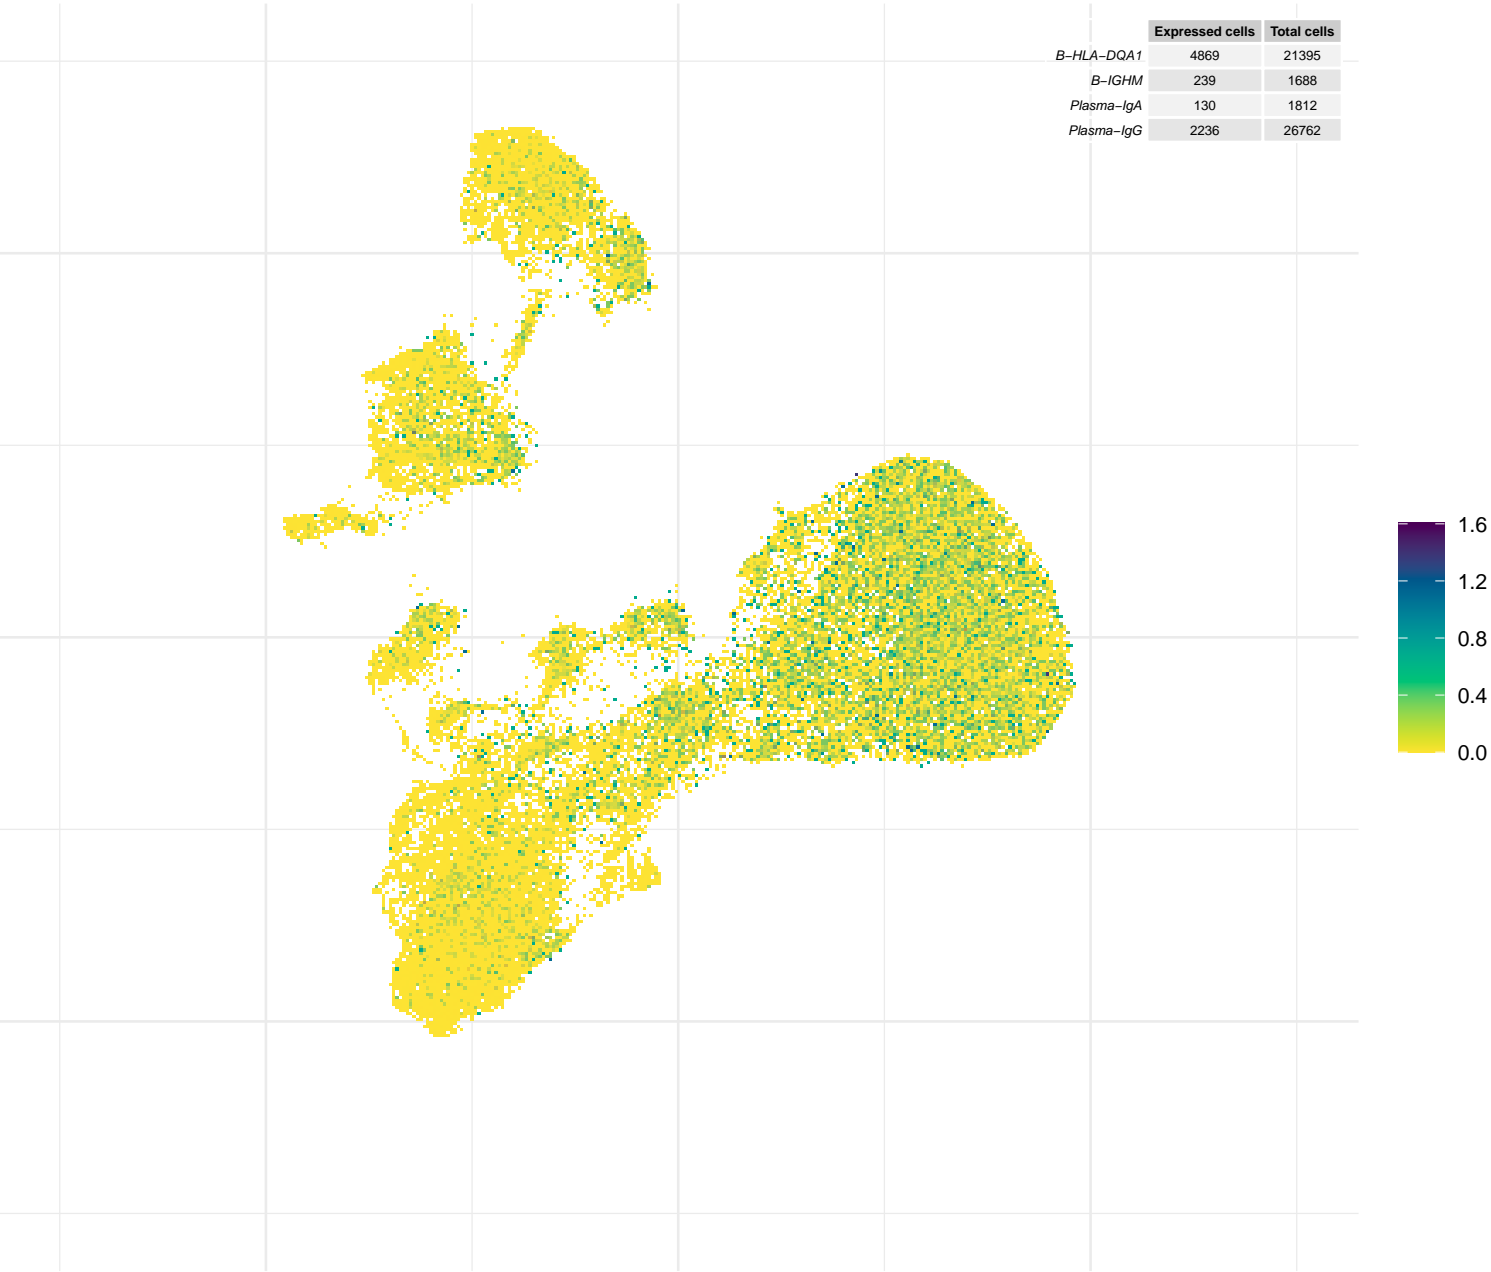 Expressed cells Total cells
B−HLA−DQA1 4869 21395
B−IGHM 239 1688
Plasma−IgA 130 1812
Plasma−IgG 2236 26762
1.6
1.2
0.8
0.4
0.0